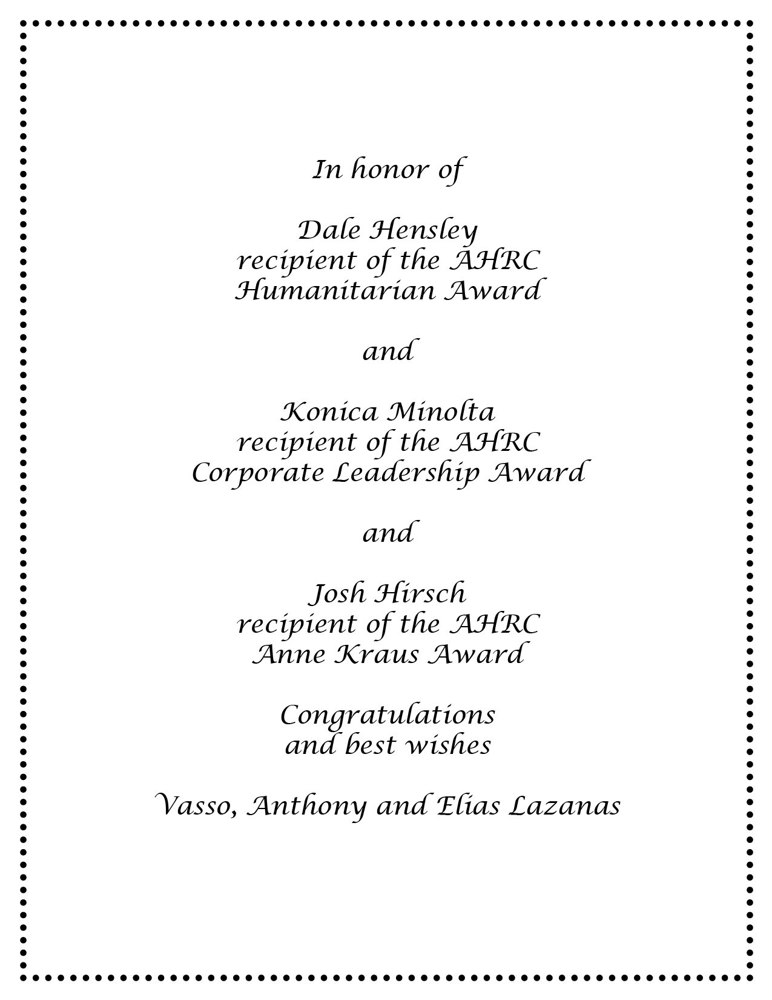 In honor of
Dale Hensley
recipient of the AHRC
Humanitarian Award
and
Konica Minolta
recipient of the AHRC
Corporate Leadership Award
and
Josh Hirsch
recipient of the AHRC
Anne Kraus Award
Congratulations
and best wishes
Vasso, Anthony and Elias Lazanas